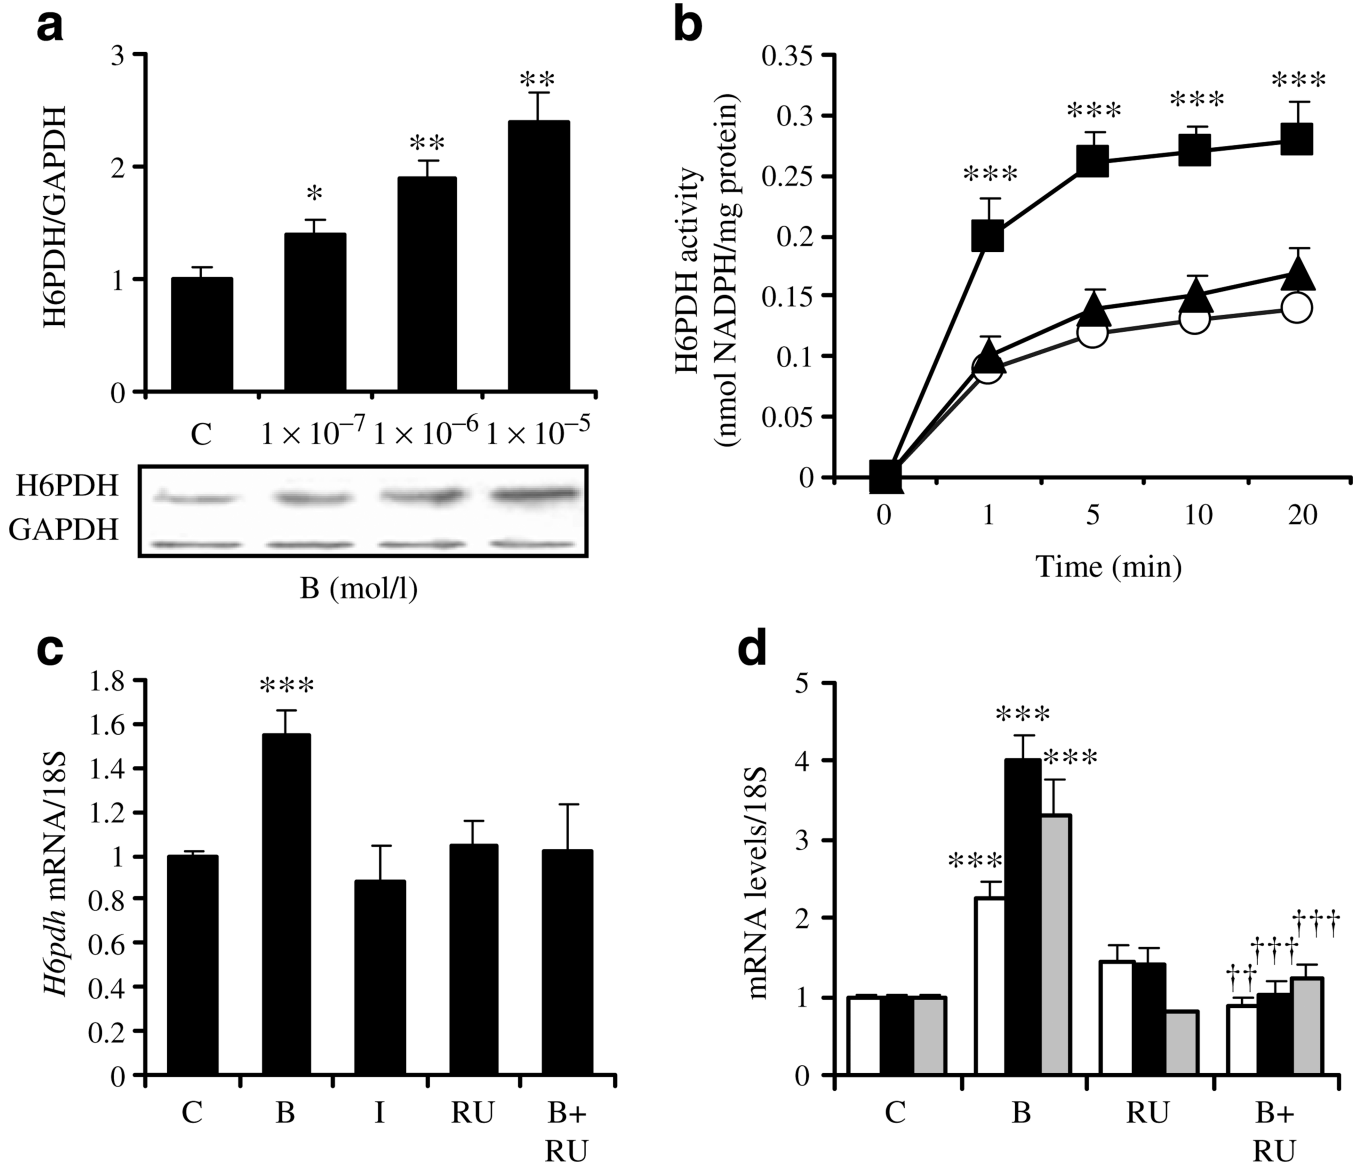 a
3
2
1
0
H6PDH/GAPDH
*
**
**
C 1 × 10⁻⁷ 1 × 10⁻⁶ 1 × 10⁻⁵
H6PDH
GAPDH
B (mol/l)
b
0.35
0.3
0.25
0.2
0.15
0.1
0.05
0
H6PDH activity
(nmol NADPH/mg protein)
***
***
***
***
0 1 5 10 20
Time (min)
c
1.8
1.6
1.4
1.2
1
0.8
0.6
0.4
0.2
0
H6pdh mRNA/18S
***
C B I RU B+
RU
d
5
4
3
2
1
0
mRNA levels/18S
***
***
***
††
†††
†††
C B RU B+
RU